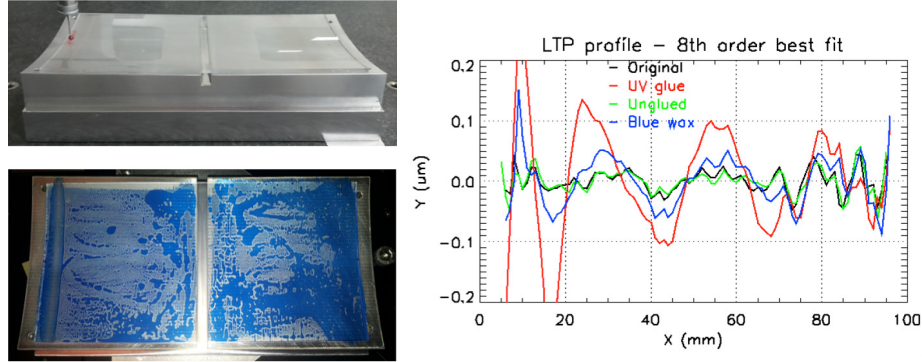 LTP profile - 8th order best fit
Original
UV glue
Unglued
Blue wax
0.2
0.1
0.0
-0.1
-0.2
Y (um)
0
20
40
60
80
100
X (mm)